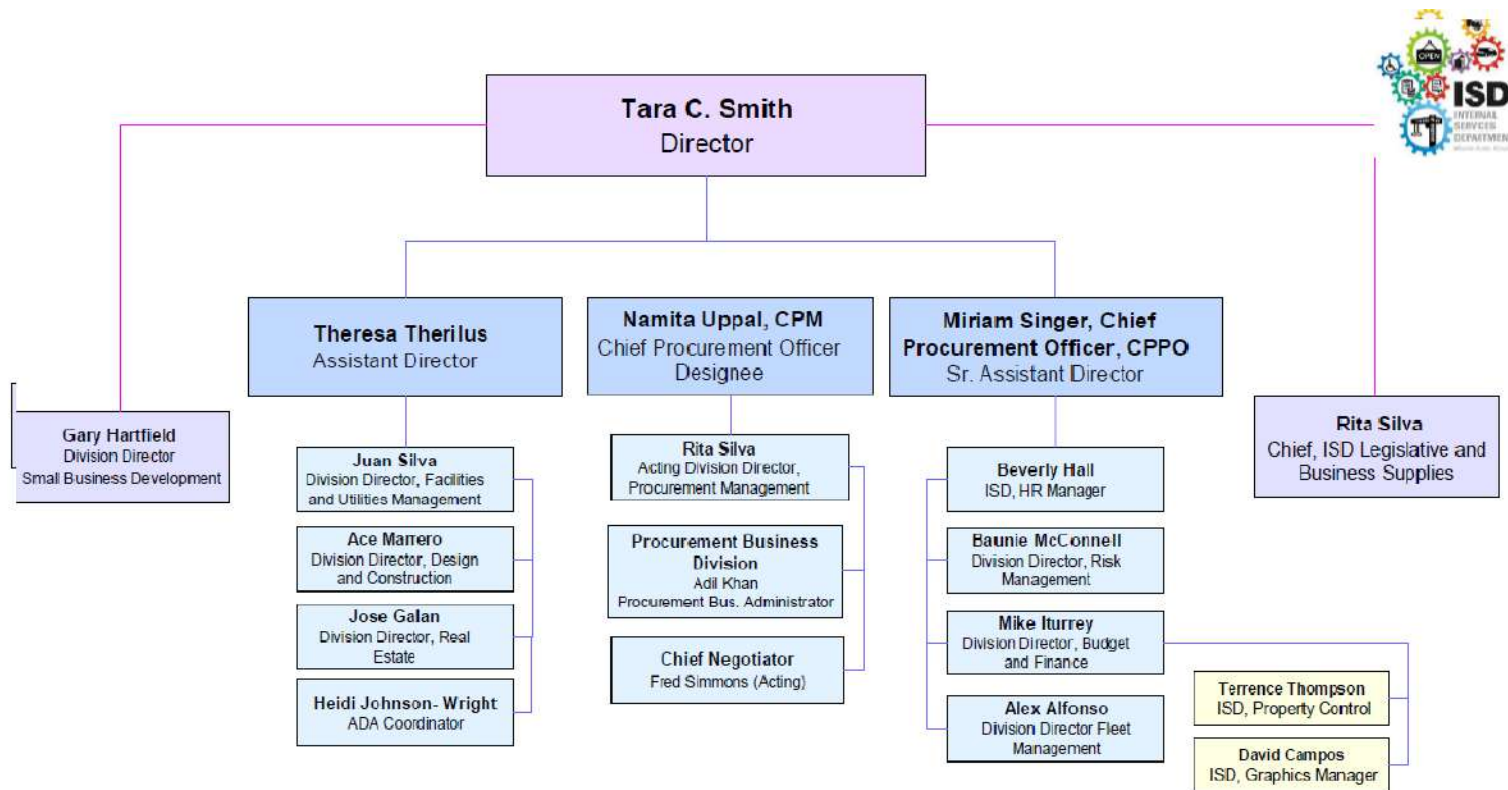 OPEN
ISD
INTERNAL
SERVICES
DEPARTMEN
Tara C. Smith
Director
Theresa Therilus
Assistant Director
Namita Uppal, CPM
Chief Procurement Officer
Designee
Miriam Singer, Chief
Procurement Officer, CPPO
Sr. Assistant Director
Gary Hartfield
Division Director
Small Business Development
Rita Silva
Chief, ISD Legislative and
Business Supplies
Juan Silva
Division Director, Facilities
and Utilities Management
Ace Marrero
Division Director, Design
and Construction
Jose Galan
Division Director, Real
Estate
Heidi Johnson- Wright
ADA Coordinator
Rita Silva
Acting Division Director,
Procurement Management
Procurement Business
Division
Adil Khan
Procurement Bus. Administrator
Chief Negotiator
Fred Simmons (Acting)
Beverly Hall
ISD, HR Manager
Baunie McConnell
Division Director, Risk
Management
Mike Iturrey
Division Director, Budget
and Finance
Alex Alfonso
Division Director Fleet
Management
Terrence Thompson
ISD, Property Control
David Campos
ISD, Graphics Manager